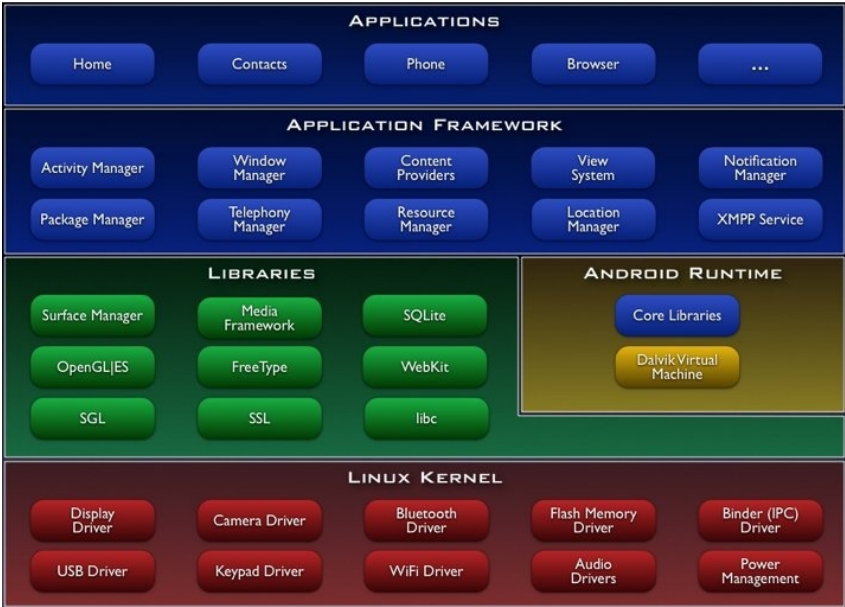 APPLICATIONS
Home
Contacts
Phone
Browser
...
APPLICATION FRAMEWORK
Activity Manager
Window
Manager
Content
Providers
View
System
Notification
Manager
Package Manager
Telephony
Manager
Resource
Manager
Location
Manager
XMPP Service
LIBRARIES
Surface Manager
Media
Framework
SQLite
OpenGL|ES
FreeType
WebKit
SGL
SSL
libc
ANDROID RUNTIME
Core Libraries
Dalvik Virtual
Machine
LINUX KERNEL
Display
Driver
Camera Driver
Bluetooth
Driver
Flash Memory
Driver
Binder (IPC)
Driver
USB Driver
Keypad Driver
WiFi Driver
Audio
Drivers
Power
Management